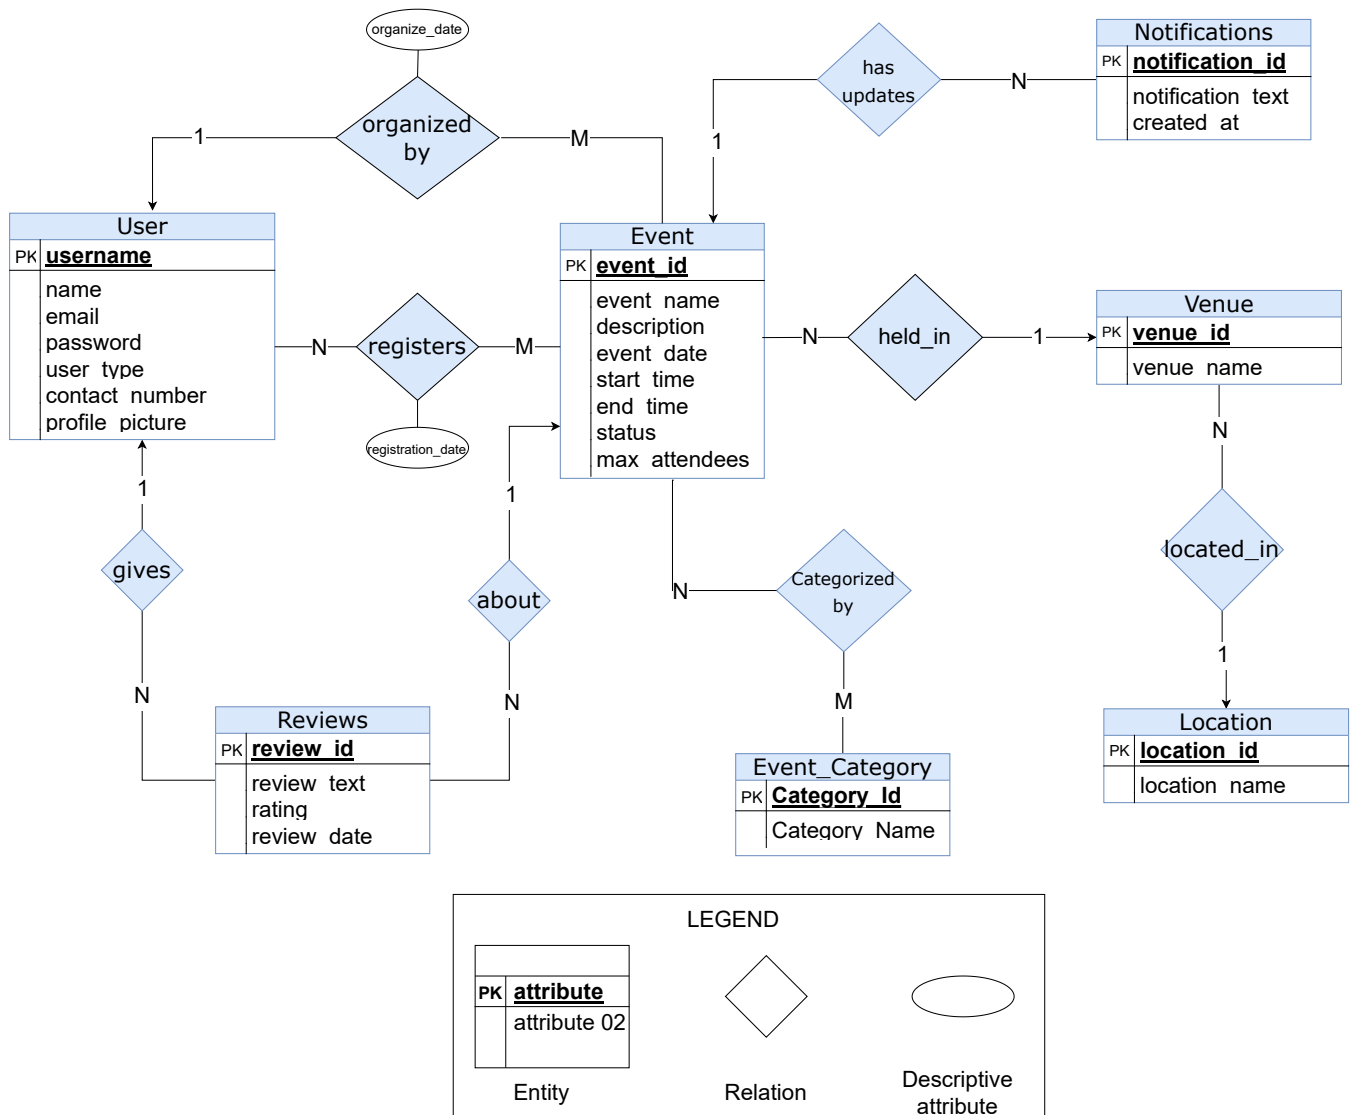 organize_date
organized
by
1
M
has
updates
N
1
Notifications
PK notification_id
notification_text
created_at
User
PK username
name
email
password
user_type
contact_number
profile_picture
N
registers
M
registration_date
Event
PK event_id
event_name
description
event_date
start_time
end_time
status
max_attendees
N
held_in
1
Venue
PK venue_id
venue_name
N
located_in
1
Location
PK location_id
location_name
1
gives
N
1
about
N
Reviews
PK review_id
review_text
rating
review_date
N
Categorized
by
M
Event_Category
PK Category_Id
Category_Name
LEGEND
PK attribute
attribute 02
Entity
Relation
Descriptive
attribute